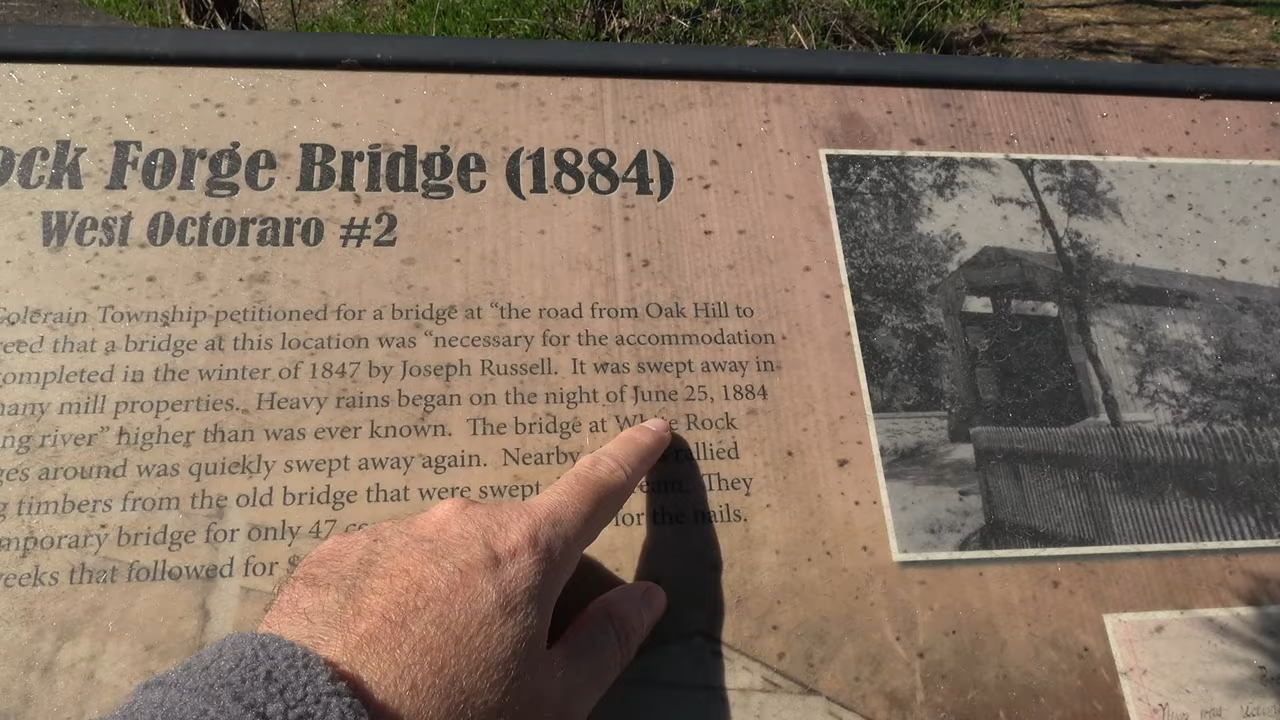 ock Forge Bridge (1884)
West Octoraro #2
Colerain Township petitioned for a bridge at “the road from Oak Hill to
reed that a bridge at this location was “necessary for the accommodation
ompleted in the winter of 1847 by Joseph Russell. It was swept away in
many mill properties. Heavy rains began on the night of June 25, 1884
ng river” higher than was ever known. The bridge at White Rock
ges around was quickly swept away again. Nearby rallied
g timbers from the old bridge that were swept They
mporary bridge for only 47 for the nails.
weeks that followed for $